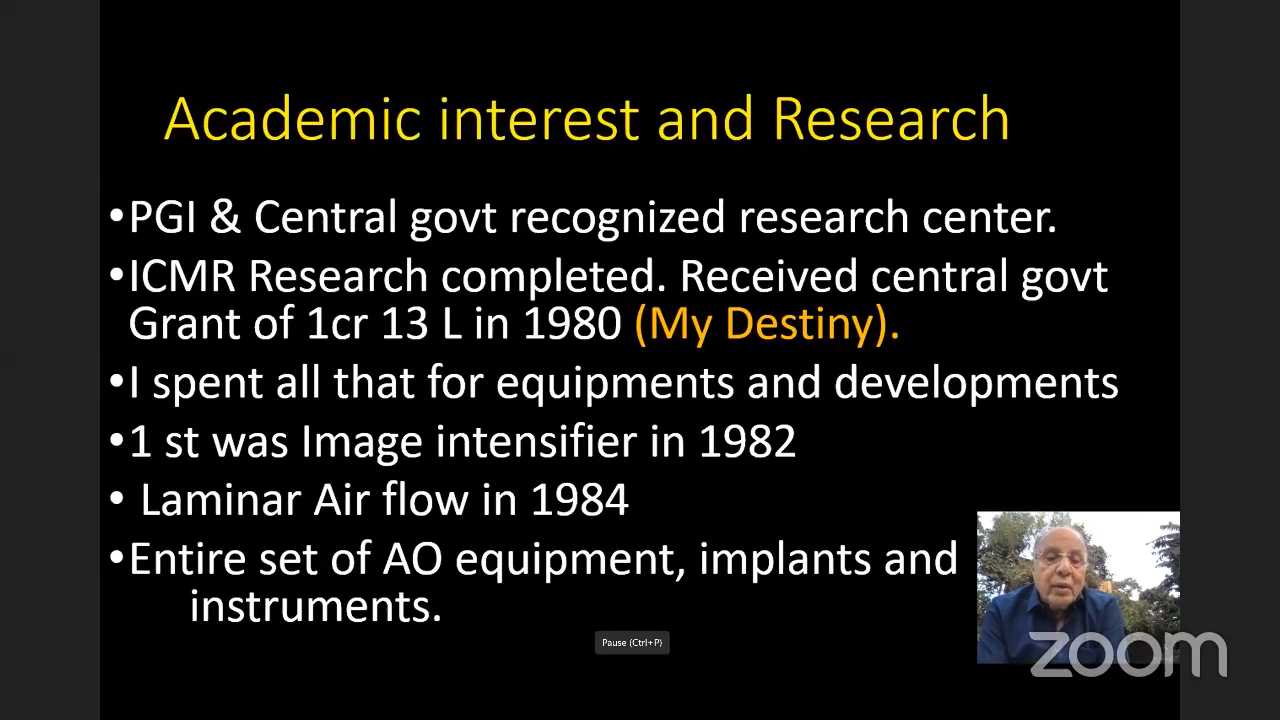 Academic interest and Research
•PGI & Central govt recognized research center.
•ICMR Research completed. Received central govt
Grant of 1cr 13 L in 1980 (My Destiny).
•I spent all that for equipments and developments
•1 st was Image intensifier in 1982
• Laminar Air flow in 1984
•Entire set of AO equipment, implants and
instruments.
Pause (Ctrl+P)
zoom